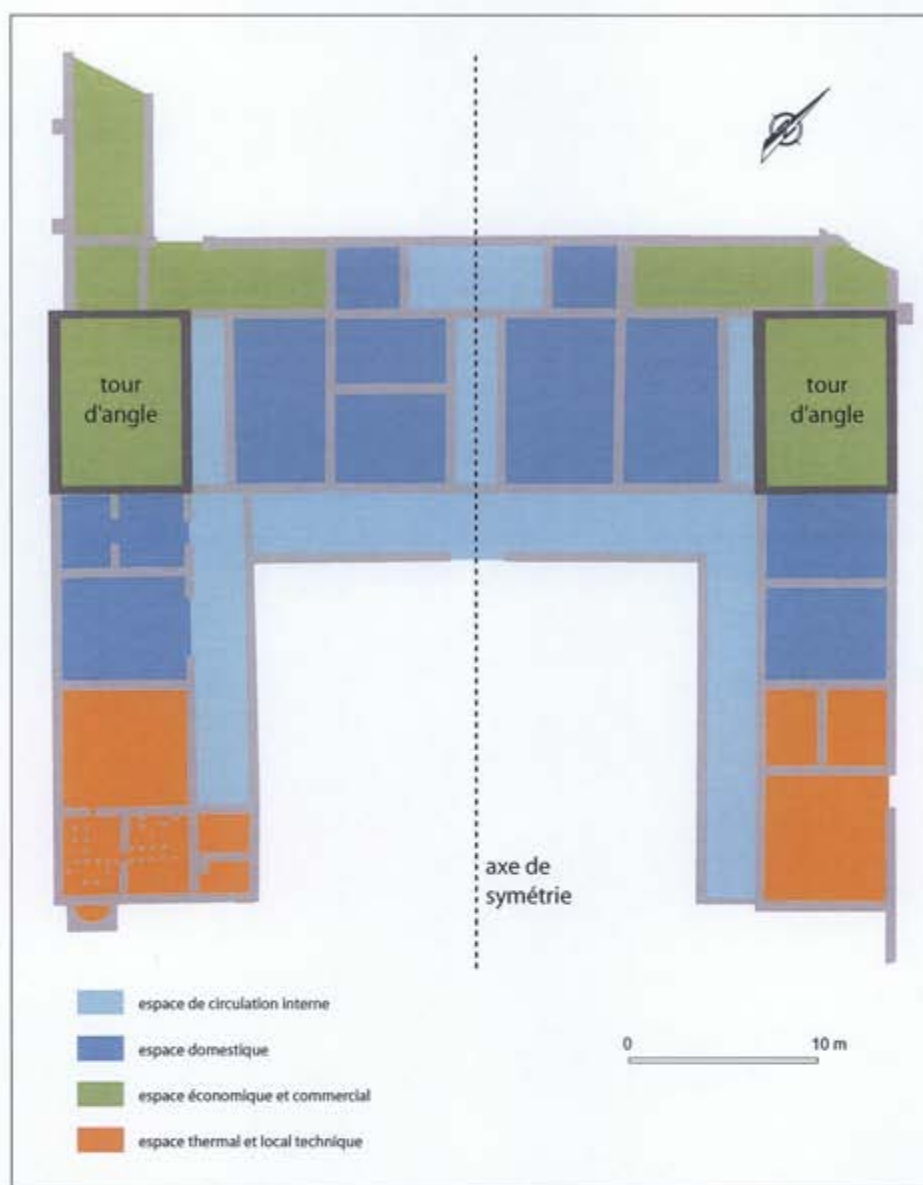 tour
d'angle
tour
d'angle
axe de
symétrie
espace de circulation interne
espace domestique
espace économique et commercial
espace thermal et local technique
0 10 m